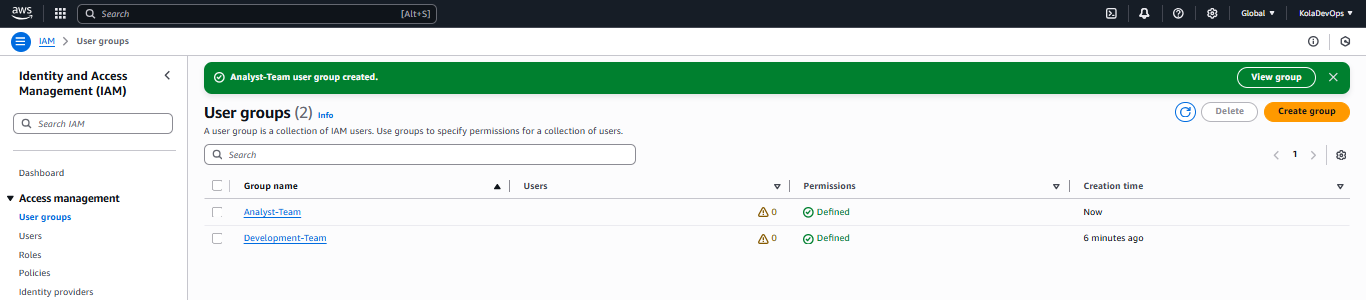 aws Search [Alt+S] Global KolaDevOps
IAM > User groups
Identity and Access Management (IAM)
Search IAM
Dashboard
Access management
User groups
Users
Roles
Policies
Identity providers
Analyst-Team user group created. View group
User groups (2) Info Delete Create group
A user group is a collection of IAM users. Use groups to specify permissions for a collection of users.
Search 1
Group name Users Permissions Creation time
Analyst-Team 0 Defined Now
Development-Team 0 Defined 6 minutes ago